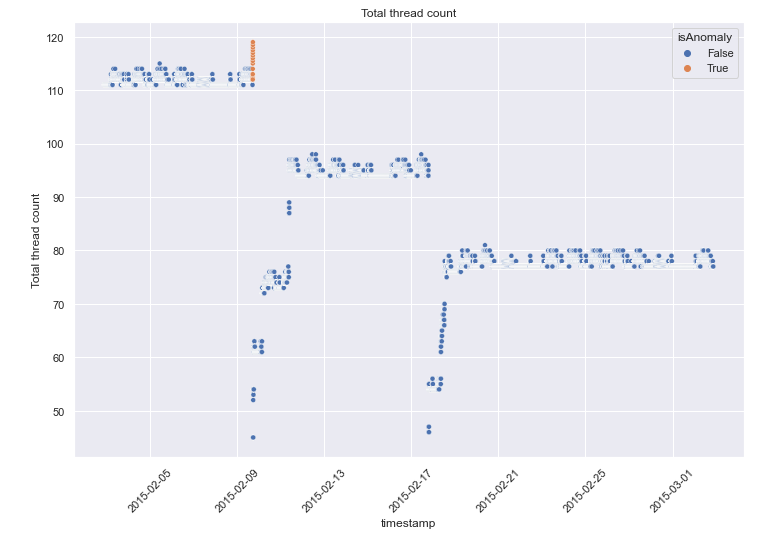 Total thread count
isAnomaly
False
True
120
110
100
90
80
70
60
50
Total thread count
2015-02-05
2015-02-09
2015-02-13
2015-02-17
2015-02-21
2015-02-25
2015-03-01
timestamp